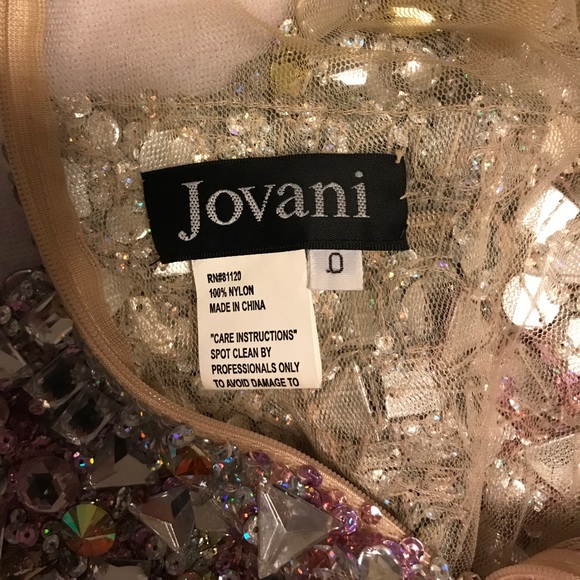 Jovani
0
RN#81120
100% NYLON
MADE IN CHINA
"CARE INSTRUCTIONS"
SPOT CLEAN BY
PROFESSIONALS ONLY
TO AVOID DAMAGE TO